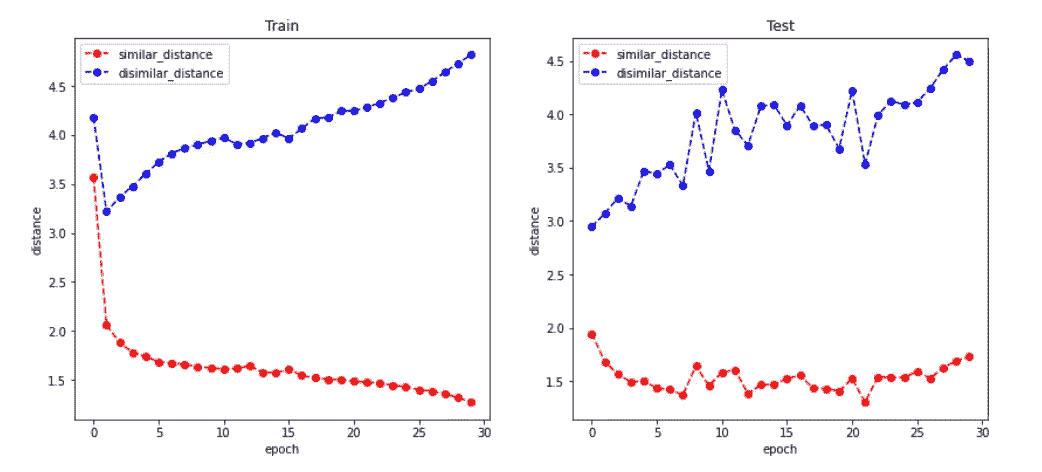 Train
similar_distance
disimilar_distance
4.5
4.0
3.5
3.0
2.5
2.0
1.5
distance
0 5 10 15 20 25 30
epoch
Test
similar_distance
disimilar_distance
4.5
4.0
3.5
3.0
2.5
2.0
1.5
distance
0 5 10 15 20 25 30
epoch